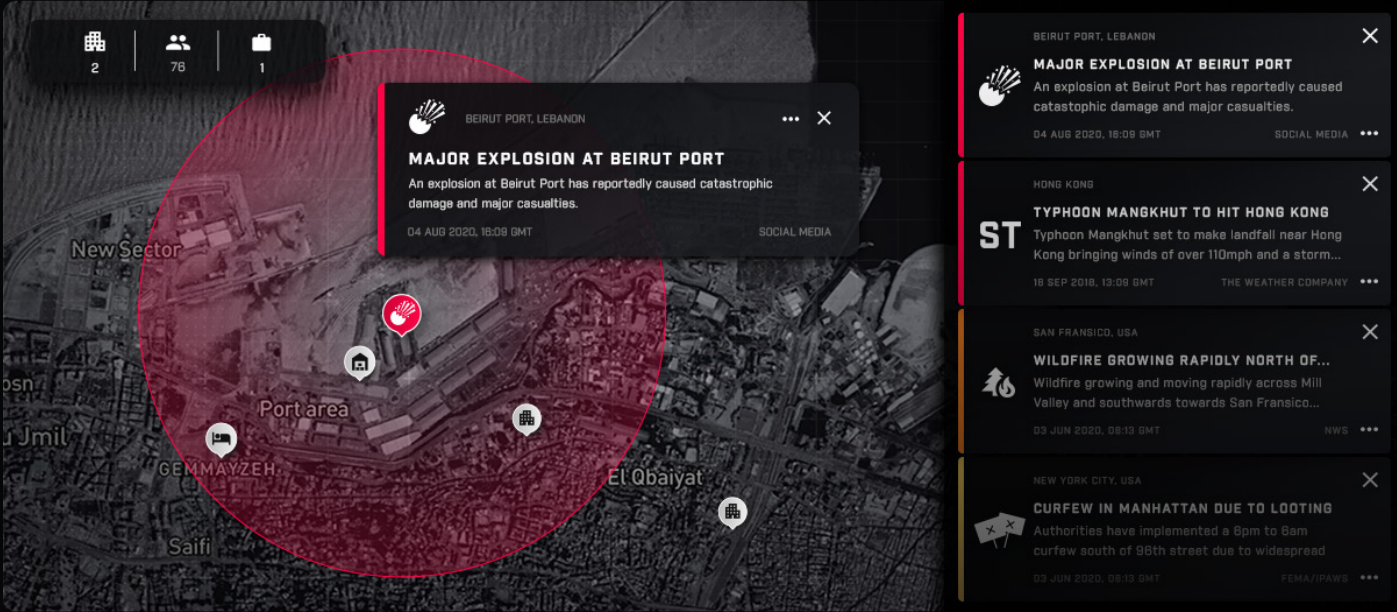 2
76
1
BEIRUT PORT, LEBANON
MAJOR EXPLOSION AT BEIRUT PORT
An explosion at Beirut Port has reportedly caused catastrophic
damage and major casualties.
04 AUG 2020, 16:09 GMT
SOCIAL MEDIA
New Sector
Port area
osn
u Jmil
GEMMAYZEH
El Qbaiyat
Saifi
BEIRUT PORT, LEBANON
MAJOR EXPLOSION AT BEIRUT PORT
An explosion at Beirut Port has reportedly caused
catastophic damage and major casualties.
04 AUG 2020, 16:09 GMT
SOCIAL MEDIA
HONG KONG
ST
TYPHOON MANGKHUT TO HIT HONG KONG
Typhoon Mangkhut set to make landfall near Hong
Kong bringing winds of over 110mph and a storm...
16 SEP 2018, 13:09 GMT
THE WEATHER COMPANY
SAN FRANSICO, USA
WILDFIRE GROWING RAPIDLY NORTH OF...
Wildfire growing and moving rapidly across Mill
Valley and southwards towards San Fransico...
03 JUN 2020, 06:13 GMT
NWS
NEW YORK CITY, USA
CURFEW IN MANHATTAN DUE TO LOOTING
Authorities have implemented a 6pm to 6am
curfew south of 96th street due to widespread
03 JUN 2020, 06:13 GMT
FEMA/IPAWS